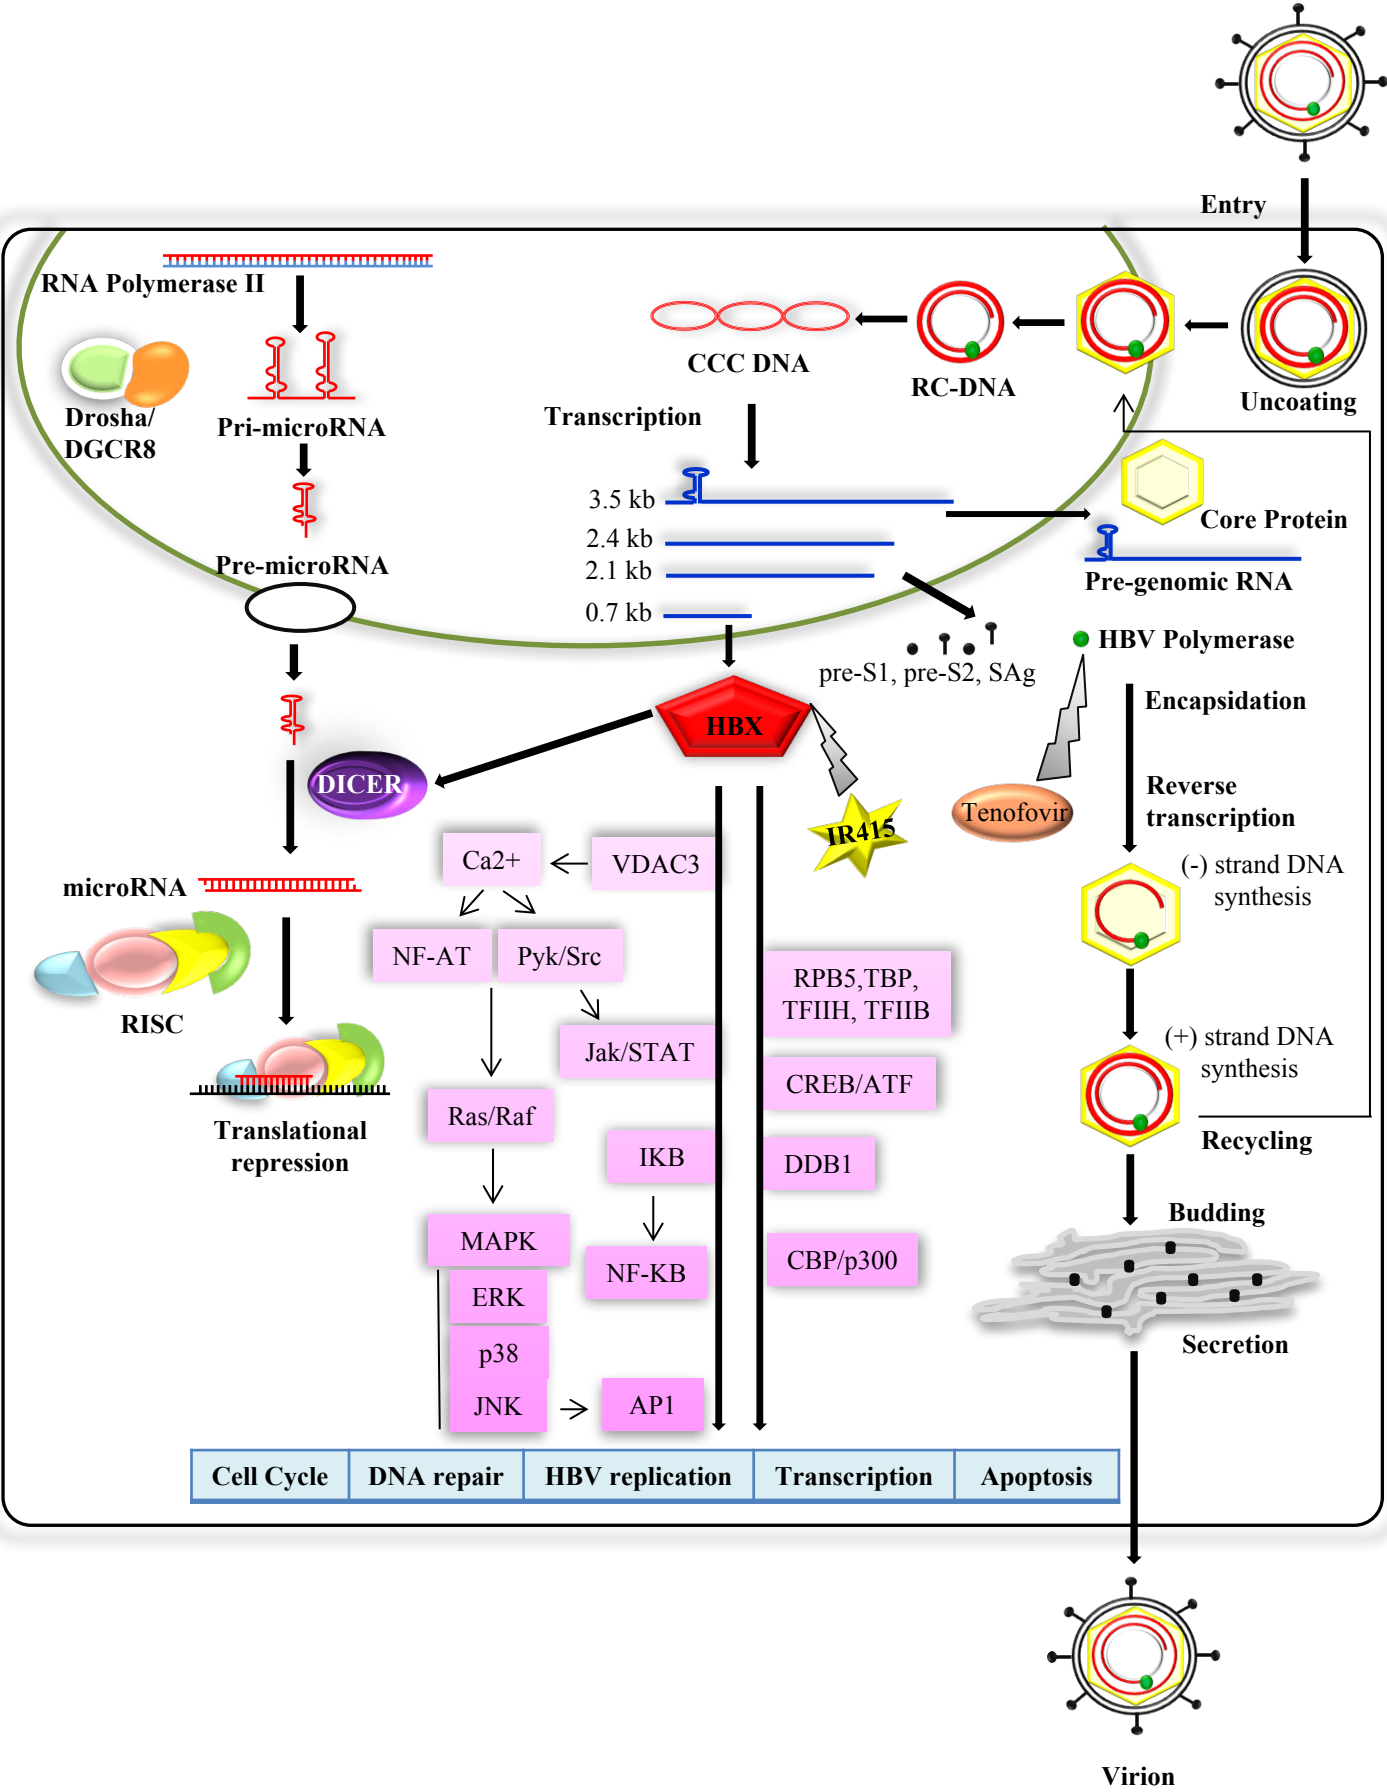 Entry
RNA Polymerase II
Drosha/
DGCR8
Pri-microRNA
Pre-microRNA
CCC DNA
RC-DNA
Uncoating
Transcription
3.5 kb
2.4 kb
2.1 kb
0.7 kb
Core Protein
Pre-genomic RNA
HBV Polymerase
pre-S1, pre-S2, SAg
Encapsidation
HBX
DICER
IR415
Tenofovir
Reverse
transcription
(-) strand DNA
synthesis
microRNA
RISC
Translational
repression
Ca2+
VDAC3
NF-AT
Pyk/Src
Jak/STAT
Ras/Raf
IKB
MAPK
NF-KB
ERK
p38
JNK
AP1
RPB5,TBP,
TFIIH, TFIIB
CREB/ATF
DDB1
CBP/p300
(+) strand DNA
synthesis
Recycling
Budding
Secretion
Cell Cycle
DNA repair
HBV replication
Transcription
Apoptosis
Virion